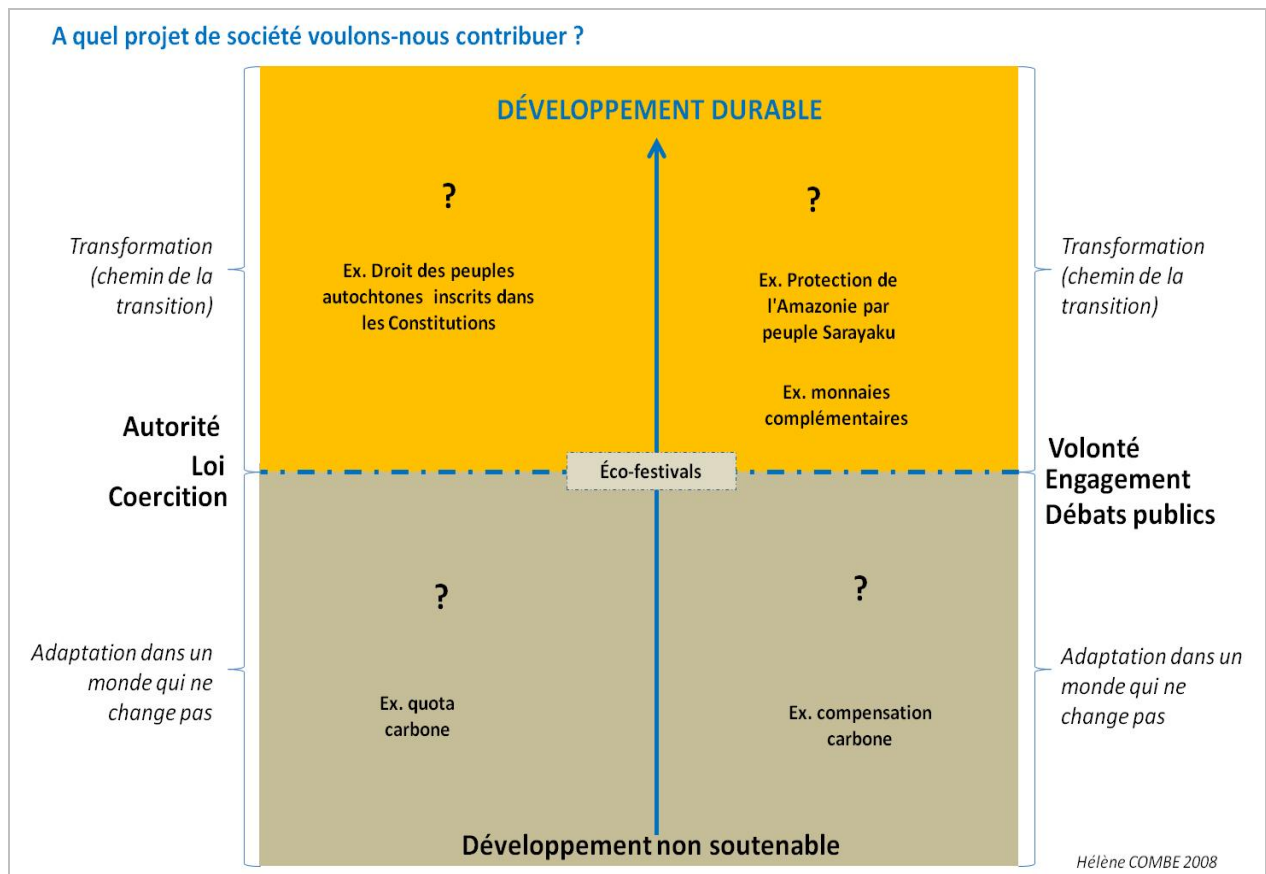 A quel projet de société voulons-nous contribuer ?
DÉVELOPPEMENT DURABLE
?
?
Transformation
(chemin de la
transition)
Ex. Droit des peuples
autochtones inscrits dans
les Constitutions
Ex. Protection de
l'Amazonie par
peuple Sarayaku
Ex. monnaies
complémentaires
Transformation
(chemin de la
transition)
Autorité
Loi
Coercition
Éco-festivals
Volonté
Engagement
Débats publics
?
?
Adaptation dans un
monde qui ne
change pas
Ex. quota
carbone
Ex. compensation
carbone
Adaptation dans un
monde qui ne
change pas
Développement non soutenable
Hélène COMBE 2008